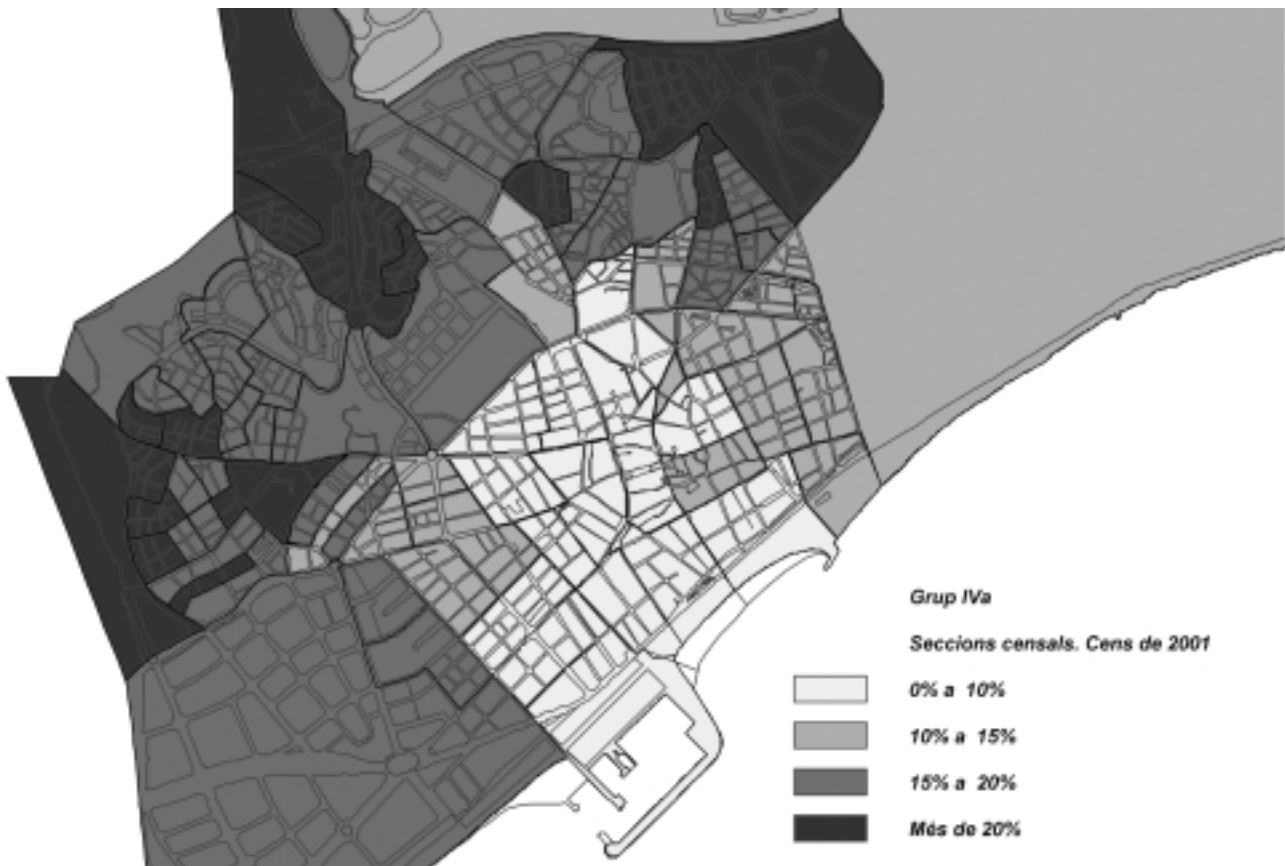 Grup IVa
Seccions censals. Cens de 2001
0% a 10%
10% a 15%
15% a 20%
Més de 20%